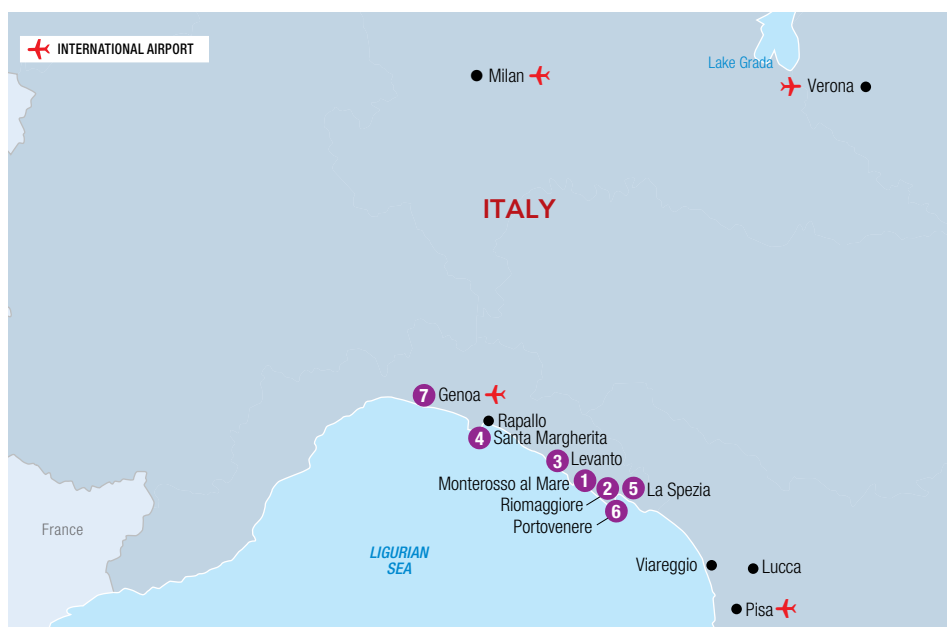 INTERNATIONAL AIRPORT
Lake Grada
Milan
Verona
ITALY
7 Genoa
Rapallo
4 Santa Margherita
3 Levanto
Monterosso al Mare 1
2
5 La Spezia
Riomaggiore
6
Portovenere
France
LIGURIAN
SEA
Viareggio
Lucca
Pisa